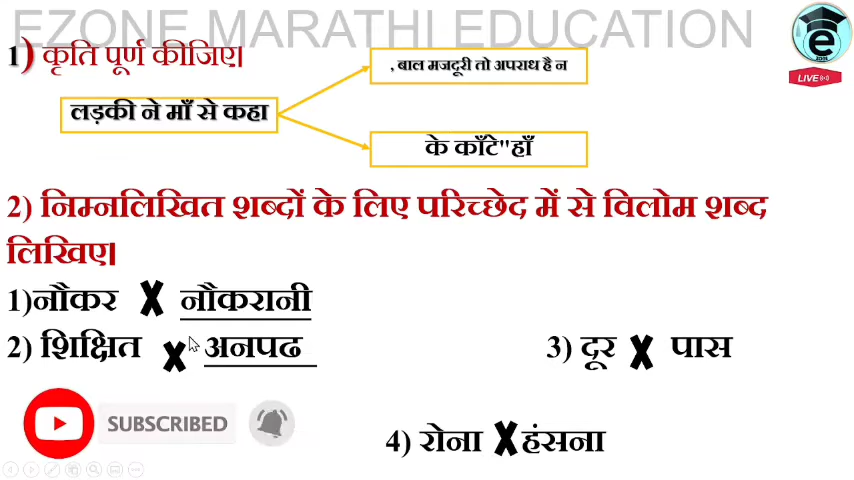 EZONE MARATHI EDUCATION
1) कृति पूर्ण कीजिए।
, बाल मजदूरी तो अपराध है न
लड़की ने माँ से कहा
के काँटे"हाँ
2) निम्नलिखित शब्दों के लिए परिच्छेद में से विलोम शब्द
लिखिए।
1)नौकर X नौकरानी
2) शिक्षित X अनपढ 3) दूर X पास
4) रोना X हंसना
SUBSCRIBED
e
EZONE
LIVE